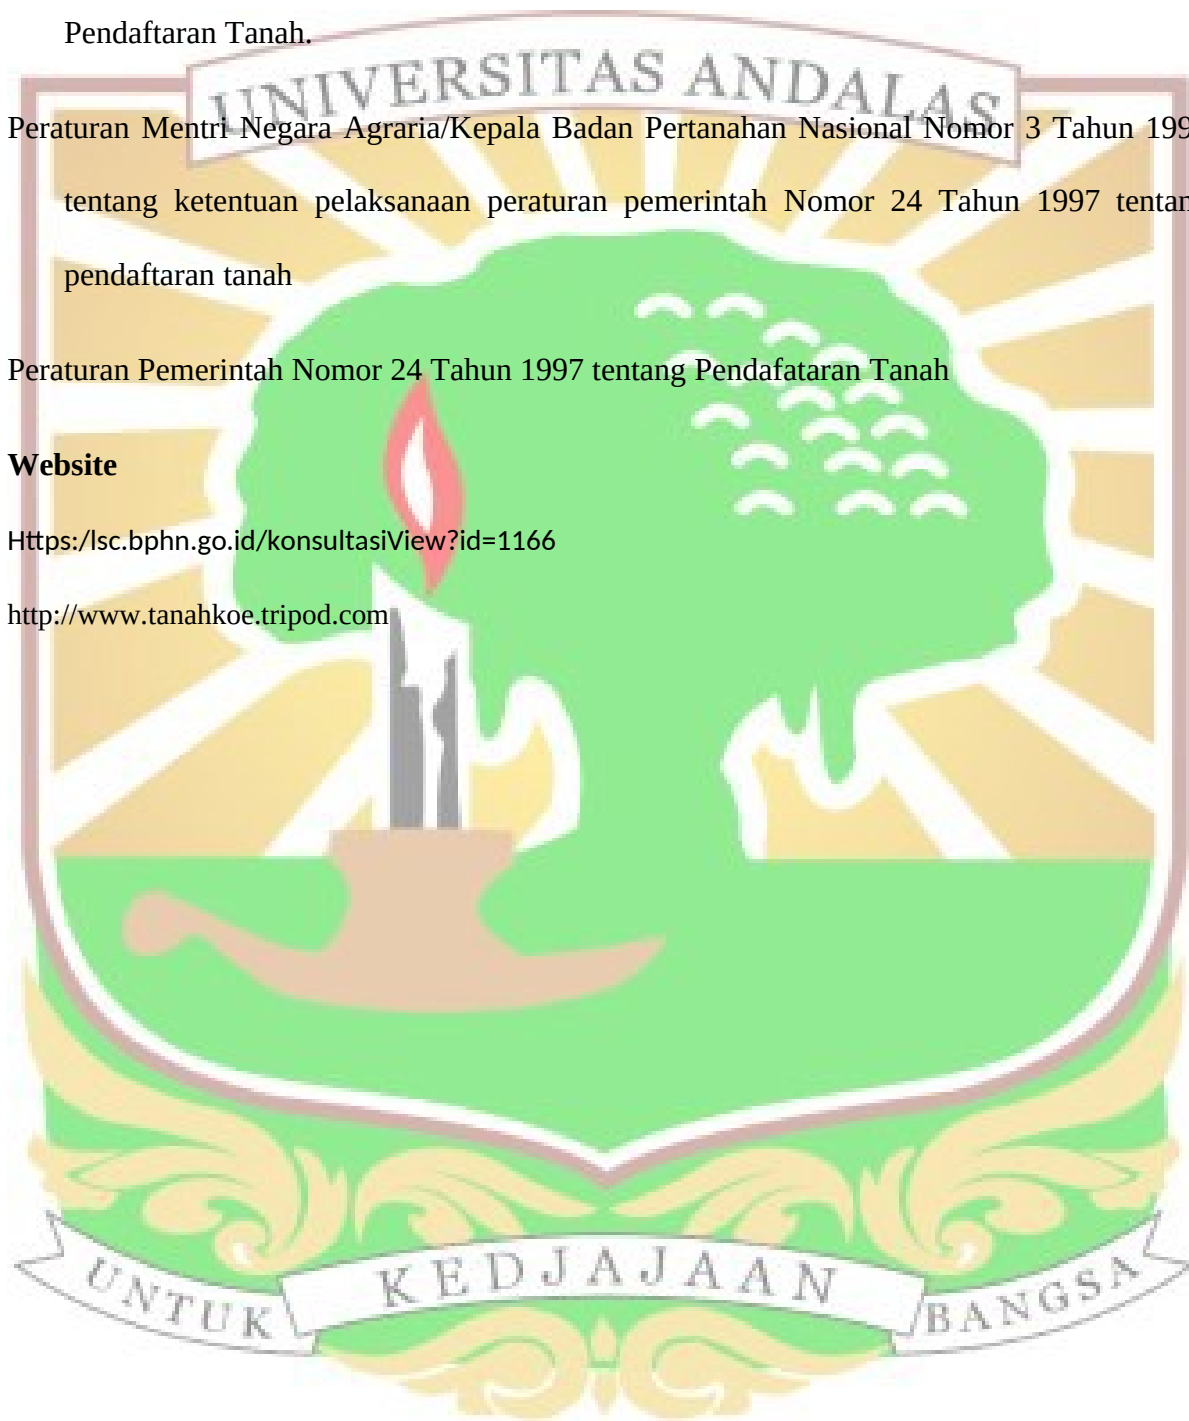 Pendaftaran Tanah.
UNIVERSITAS ANDALAS
Peraturan Mentri Negara Agraria/Kepala Badan Pertanahan Nasional Nomor 3 Tahun 199
tentang ketentuan pelaksanaan peraturan pemerintah Nomor 24 Tahun 1997 tentan
pendaftaran tanah
Peraturan Pemerintah Nomor 24 Tahun 1997 tentang Pendafataran Tanah
Website
Https:/lsc.bphn.go.id/konsultasiView?id=1166
http://www.tanahkoe.tripod.com
UNTUK KEDJAJAAN BANGSA